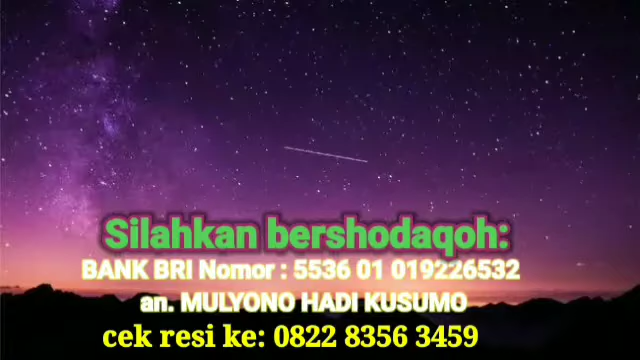 Silahkan bershodaqoh:
BANK BRI Nomor : 5536 01 019226532
an. MULYONO HADI KUSUMO
cek resi ke: 0822 8356 3459